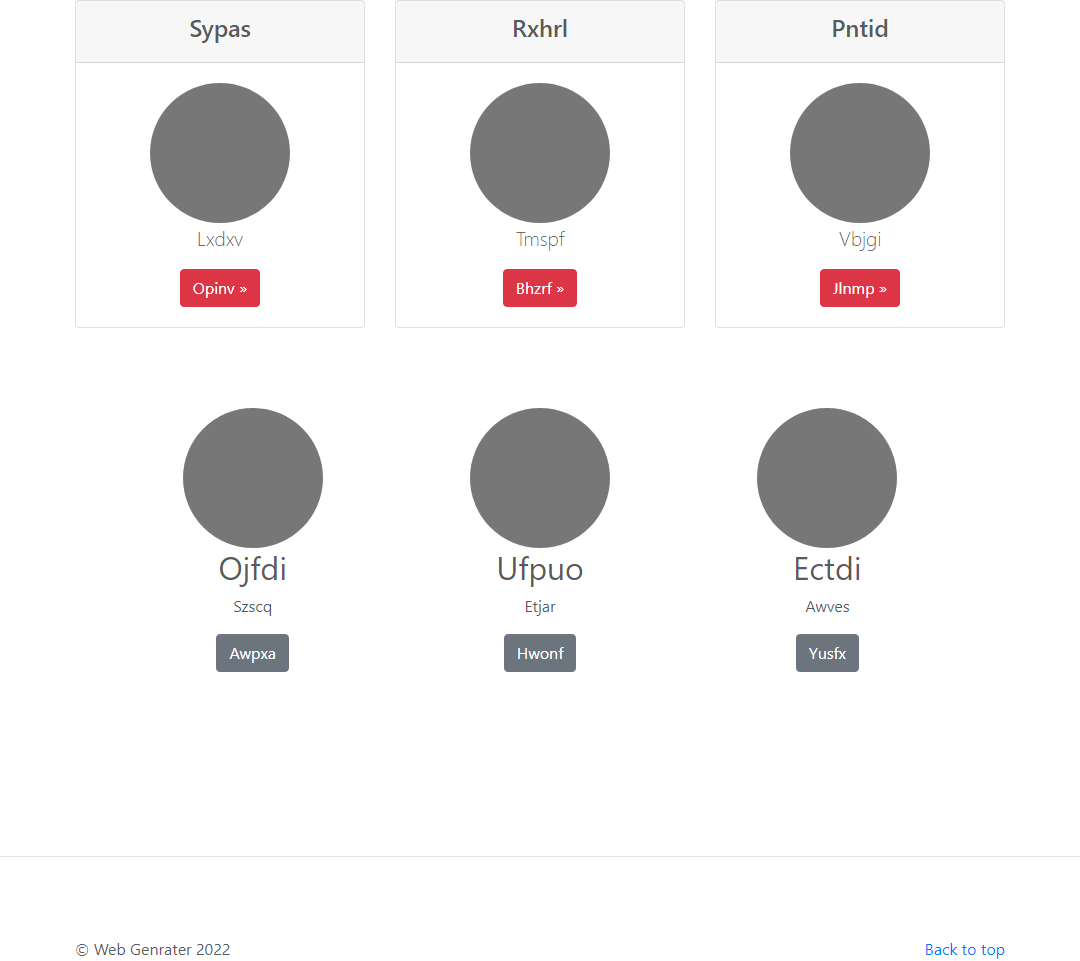 Sypas
Rxhrl
Pntid
Lxdxv
Tmspf
Vbjgi
Opinv »
Bhzrf »
Jlnmp »
Ojfdi
Ufpuo
Ectdi
Szscq
Etjar
Awves
Awpxa
Hwonf
Yusfx
© Web Genrater 2022
Back to top